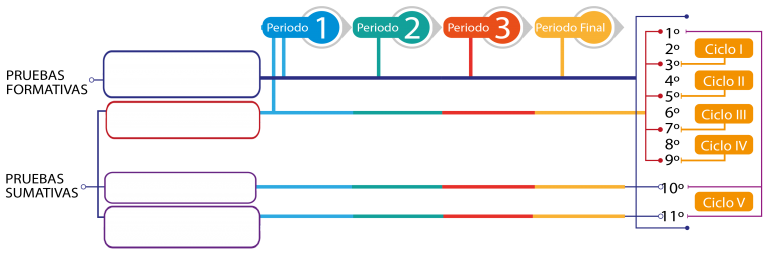 Periodo 1
Periodo 2
Periodo 3
Periodo Final
PRUEBAS
FORMATIVAS
PRUEBAS
SUMATIVAS
1º
2º
Ciclo I
3º
4º
Ciclo II
5º
6º
Ciclo III
7º
8º
Ciclo IV
9º
10º
Ciclo V
11º